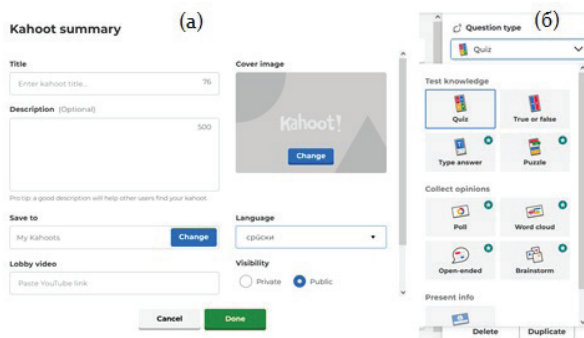 Kahoot summary
(а)
Title
Cover image
Enter kahoot title...
76
Description (Optional)
500
Kahoot!
Change
Pro tip: a good description will help other users find your kahoot.
Save to
Language
My Kahoots
Change
српски
Lobby video
Visibility
Paste YouTube link
Private
Public
Cancel
Done
(б)
Question type
Quiz
Test knowledge
Quiz
True or false
Type answer
Puzzle
Collect opinions
Poll
Word cloud
Open-ended
Brainstorm
Present info
Delete
Duplicate